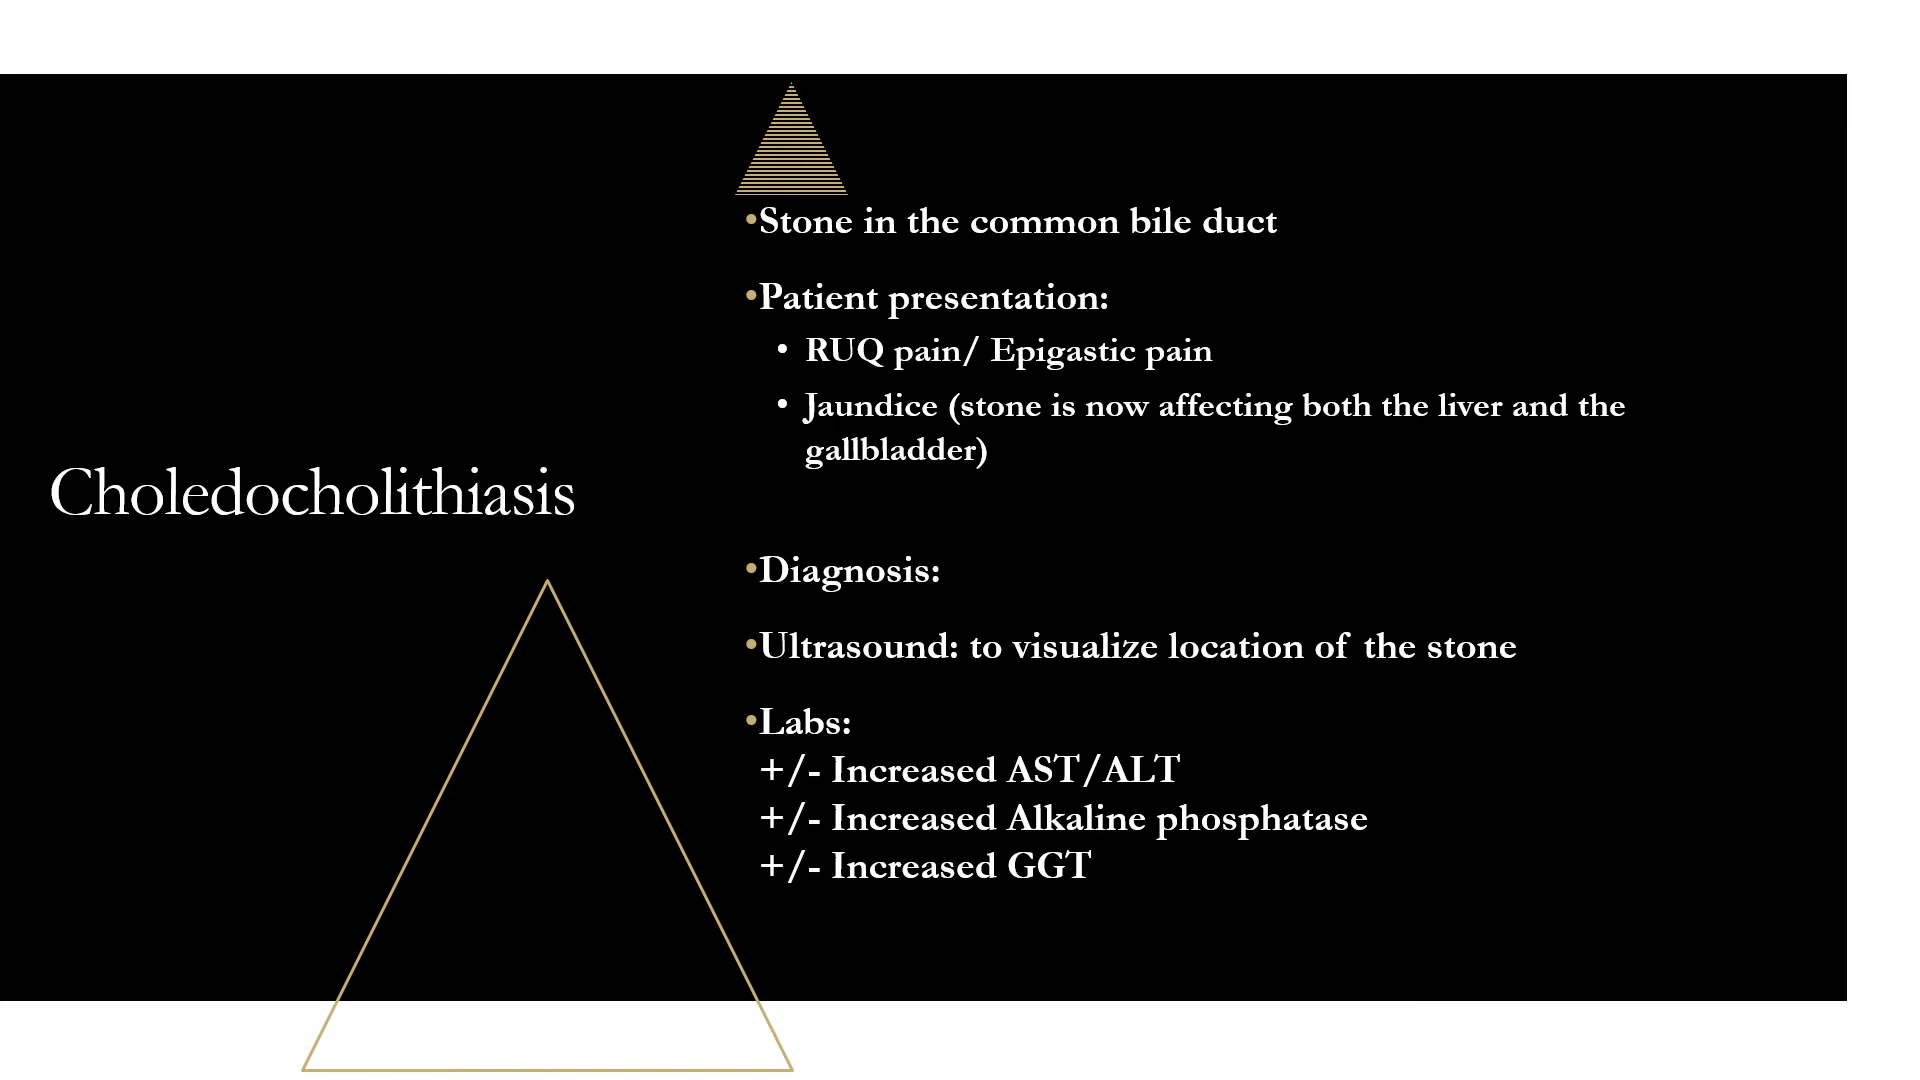 Choledocholithiasis
•Stone in the common bile duct
•Patient presentation:
• RUQ pain/ Epigastic pain
• Jaundice (stone is now affecting both the liver and the
gallbladder)
•Diagnosis:
•Ultrasound: to visualize location of the stone
•Labs:
+/- Increased AST/ALT
+/- Increased Alkaline phosphatase
+/- Increased GGT